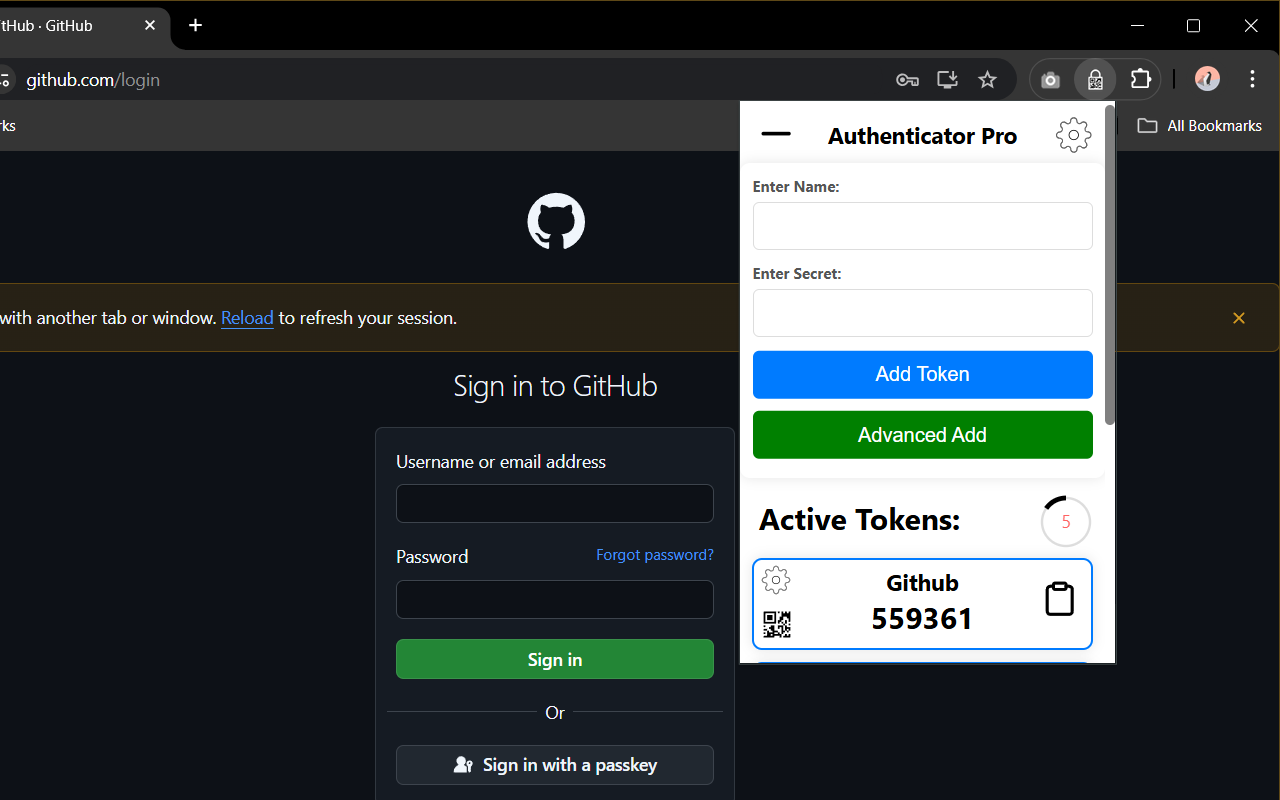 tHub · GitHub
github.com/login
rks
All Bookmarks
with another tab or window. Reload to refresh your session.
Sign in to GitHub
Username or email address
Password
Forgot password?
Sign in
Or
Sign in with a passkey
Authenticator Pro
Enter Name:
Enter Secret:
Add Token
Advanced Add
Active Tokens:
5
Github
559361